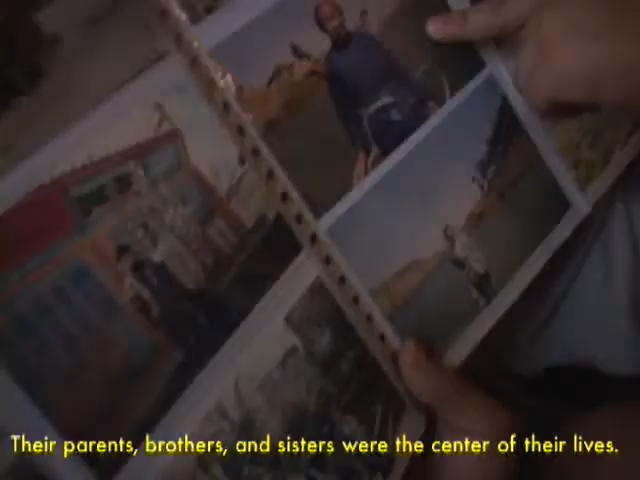 Their parents, brothers, and sisters were the center of their lives.